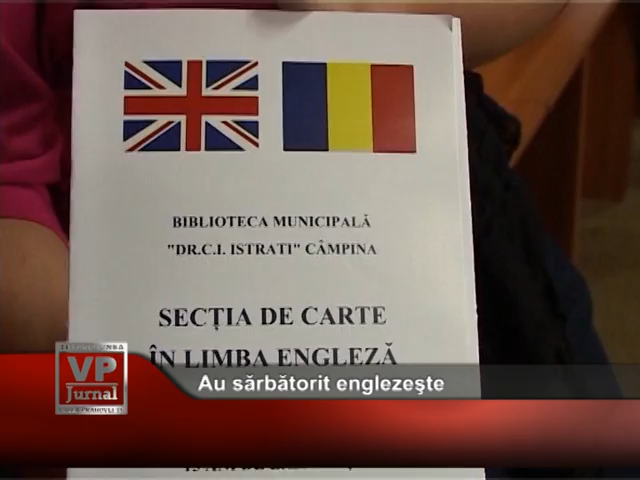 BIBLIOTECA MUNICIPALĂ
"DR.C.I. ISTRATI" CÂMPINA
SECŢIA DE CARTE
ÎN LIMBA ENGLEZĂ
VP
Jurnal
Au sărbătorit englezeşte